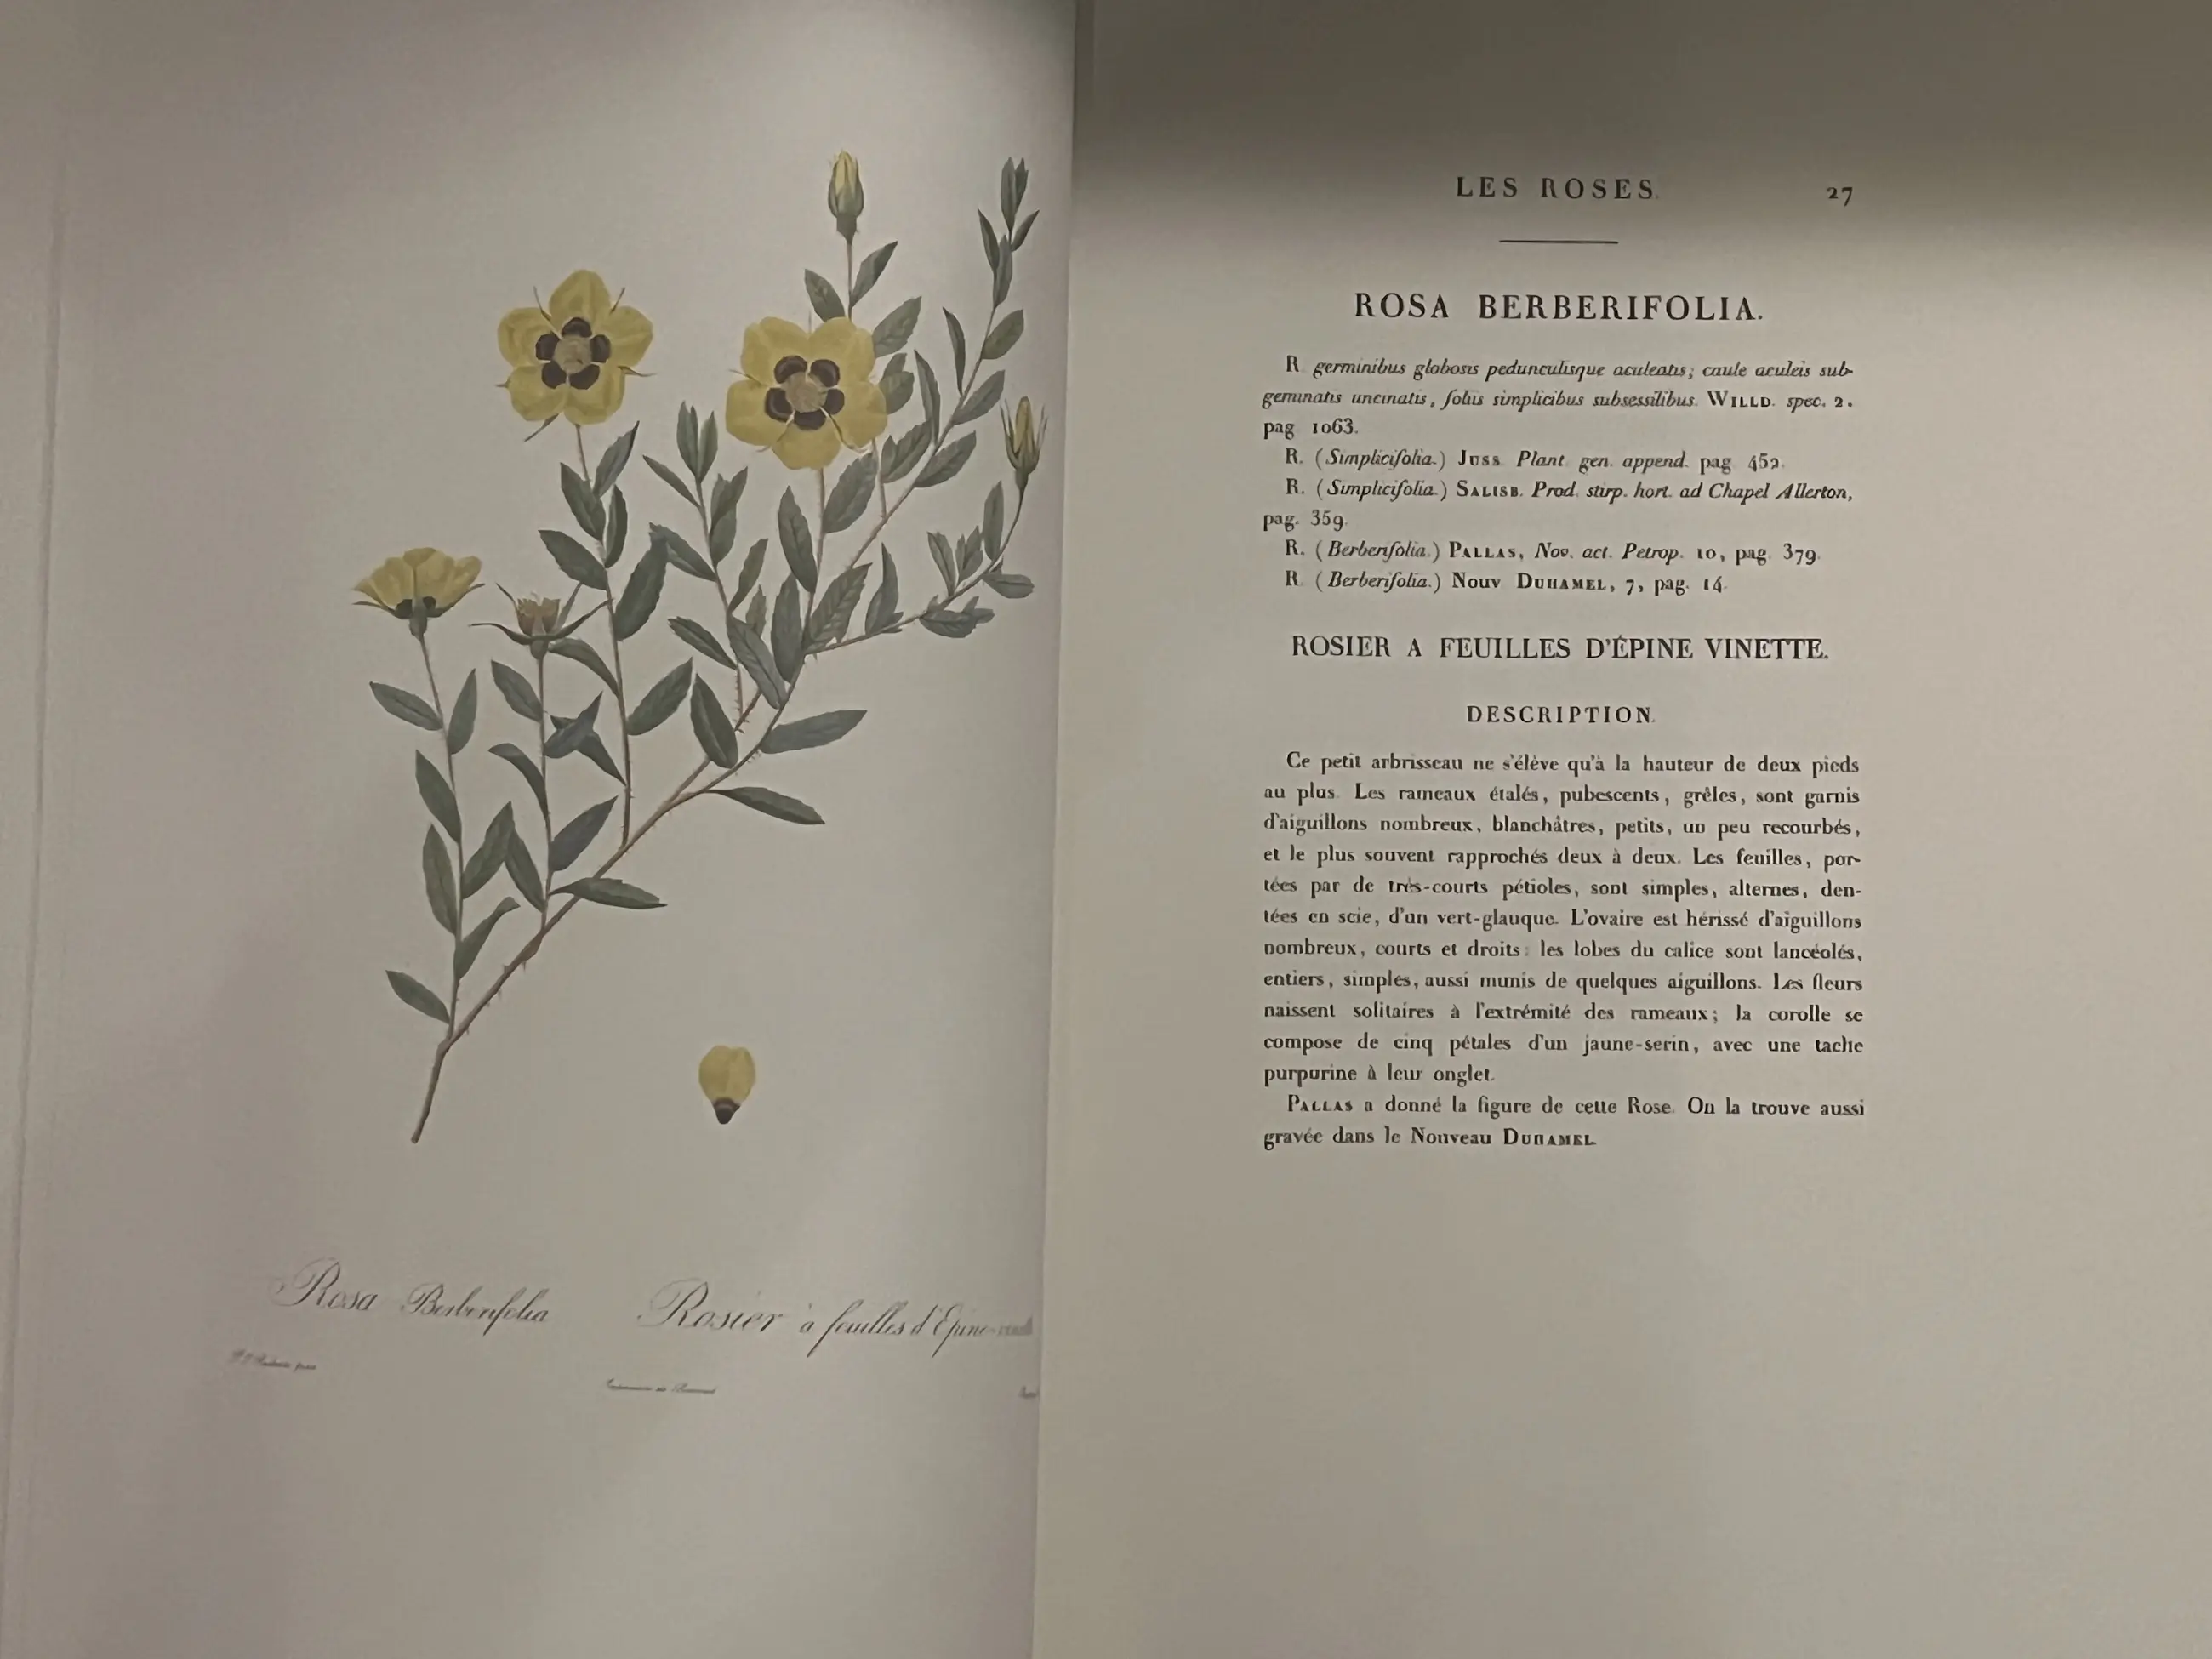 Rosa Berberifolia
Rosier à feuilles d'Epine
P. J. Redouté pinx.
LES ROSES. 27
ROSA BERBERIFOLIA.
R. germinibus globosis pedunculisque aculeatis; caule aculeis sub-
geminatis uncinatis, foliis simplicibus subsessilibus. WILLD. spec. 2.
pag. 1063.
R. (Simplicifolia.) JUSS. Plant. gen. append. pag. 452.
R. (Simplicifolia.) SALISB. Prod. stirp. hort. ad Chapel Allerton,
pag. 359.
R. (Berberifolia.) PALLAS, Nov. act. Petrop. 10, pag. 379.
R. (Berberifolia.) Nouv. DUHAMEL, 7, pag. 14.
ROSIER A FEUILLES D'ÉPINE VINETTE.
DESCRIPTION.
Ce petit arbrisseau ne s'élève qu'à la hauteur de deux pieds
au plus. Les rameaux étalés, pubescents, grêles, sont garnis
d'aiguillons nombreux, blanchâtres, petits, un peu recourbés,
et le plus souvent rapprochés deux à deux. Les feuilles, por-
tées par de très-courts pétioles, sont simples, alternes, den-
tées en scie, d'un vert-glauque. L'ovaire est hérissé d'aiguillons
nombreux, courts et droits: les lobes du calice sont lancéolés,
entiers, simples, aussi munis de quelques aiguillons. Les fleurs
naissent solitaires à l'extrémité des rameaux; la corolle se
compose de cinq pétales d'un jaune-serin, avec une tache
purpurine à leur onglet.
PALLAS a donné la figure de cette Rose. On la trouve aussi
gravée dans le Nouveau DUHAMEL.